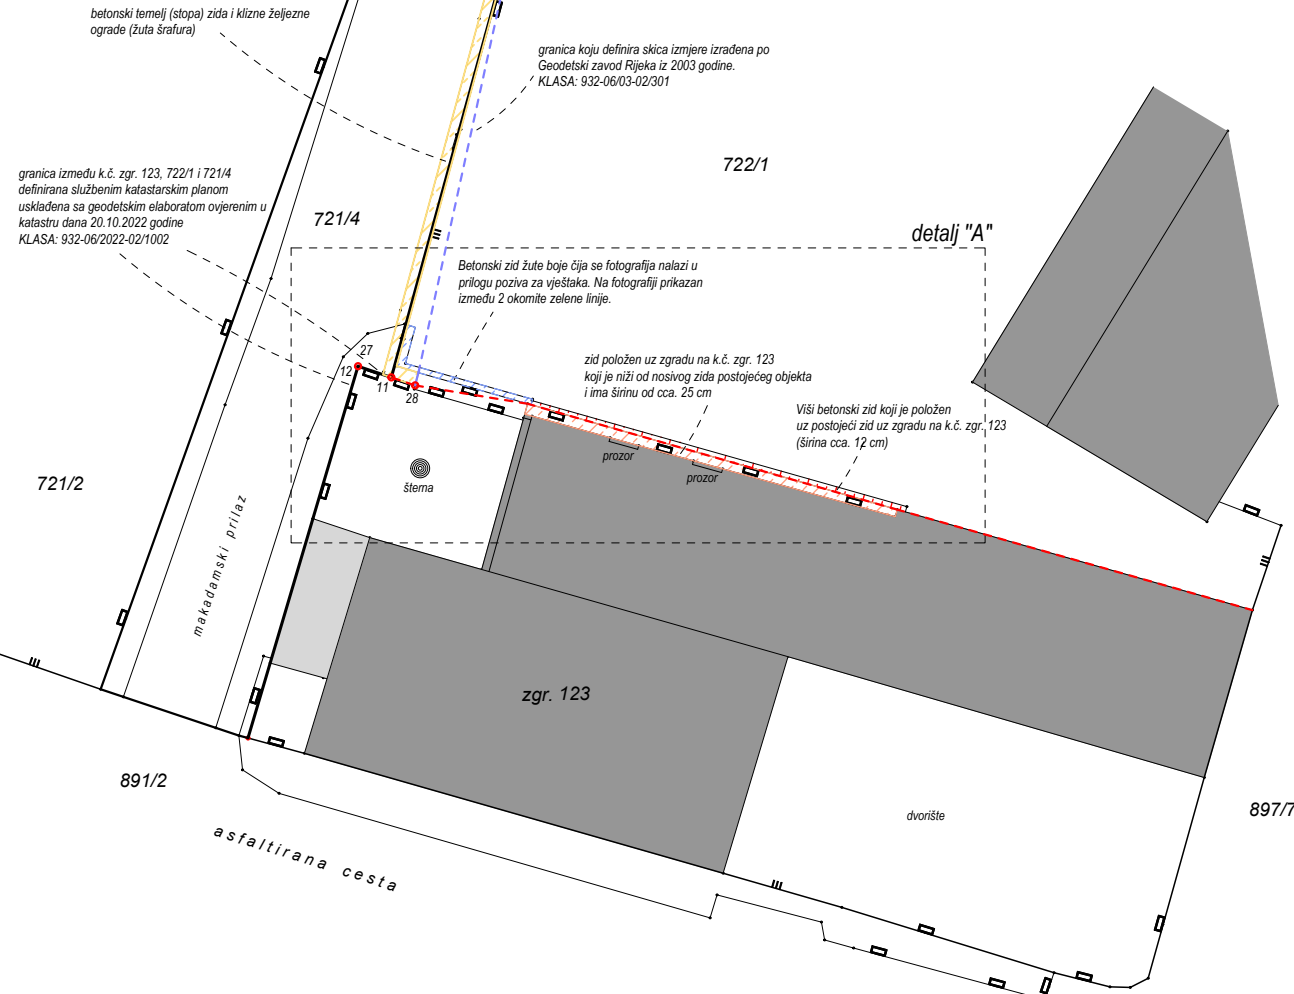 betonski temelj (stopa) zida i klizne željezne
ograde (žuta šrafura)
granica koju definira skica izmjere izrađena po
Geodetski zavod Rijeka iz 2003 godine.
KLASA: 932-06/03-02/301
722/1
granica između k.č. zgr. 123, 722/1 i 721/4
definirana službenim katastarskim planom
usklađena sa geodetskim elaboratom ovjerenim u
katastru dana 20.10.2022 godine
KLASA: 932-06/2022-02/1002
721/4
detalj "A"
Betonski zid žute boje čija se fotografija nalazi u
prilogu poziva za vještaka. Na fotografiji prikazan
između 2 okomite zelene linije.
27
12
11
28
zid položen uz zgradu na k.č. zgr. 123
koji je niži od nosivog zida postojećeg objekta
i ima širinu od cca. 25 cm
Viši betonski zid koji je položen
uz postojeći zid uz zgradu na k.č. zgr. 123
(širina cca. 12 cm)
prozor
prozor
šterna
721/2
makadamski prilaz
zgr. 123
891/2
asfaltirana cesta
dvorište
897/7